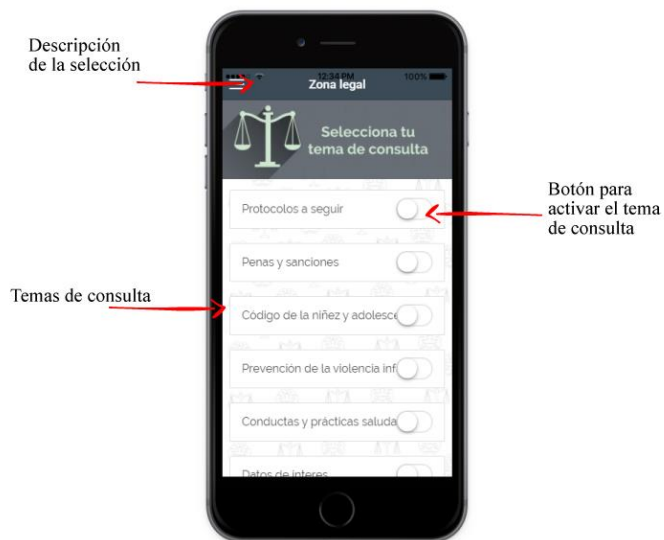 Descripción
de la selección
12:34 PM
100%
Zona legal
Selecciona tu
tema de consulta
Protocolos a seguir
Botón para
activar el tema
de consulta
Penas y sanciones
Temas de consulta
Código de la niñez y adolesce
Prevención de la violencia inf
Conductas y prácticas saluda
Datos de interes